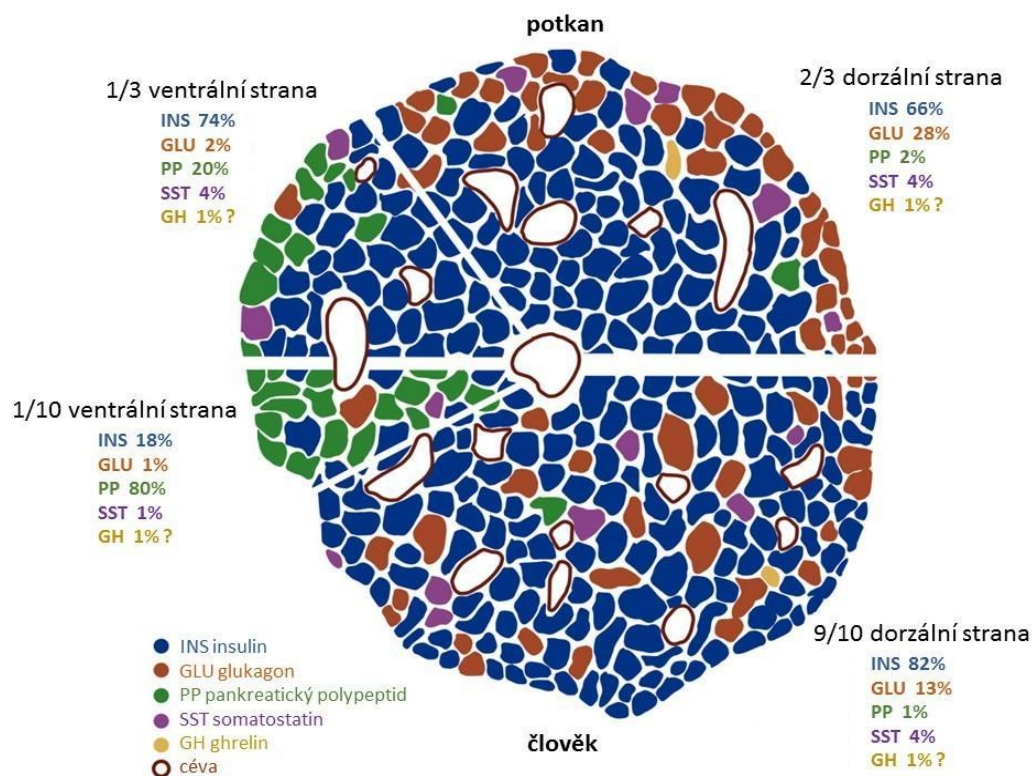 potkan
1/3 ventrální strana
INS 74%
GLU 2%
PP 20%
SST 4%
GH 1% ?
2/3 dorzální strana
INS 66%
GLU 28%
PP 2%
SST 4%
GH 1% ?
1/10 ventrální strana
INS 18%
GLU 1%
PP 80%
SST 1%
GH 1% ?
9/10 dorzální strana
INS 82%
GLU 13%
PP 1%
SST 4%
GH 1% ?
INS insulin
GLU glukagon
PP pankreatický polypeptid
SST somatostatin
GH ghrelin
céva
člověk